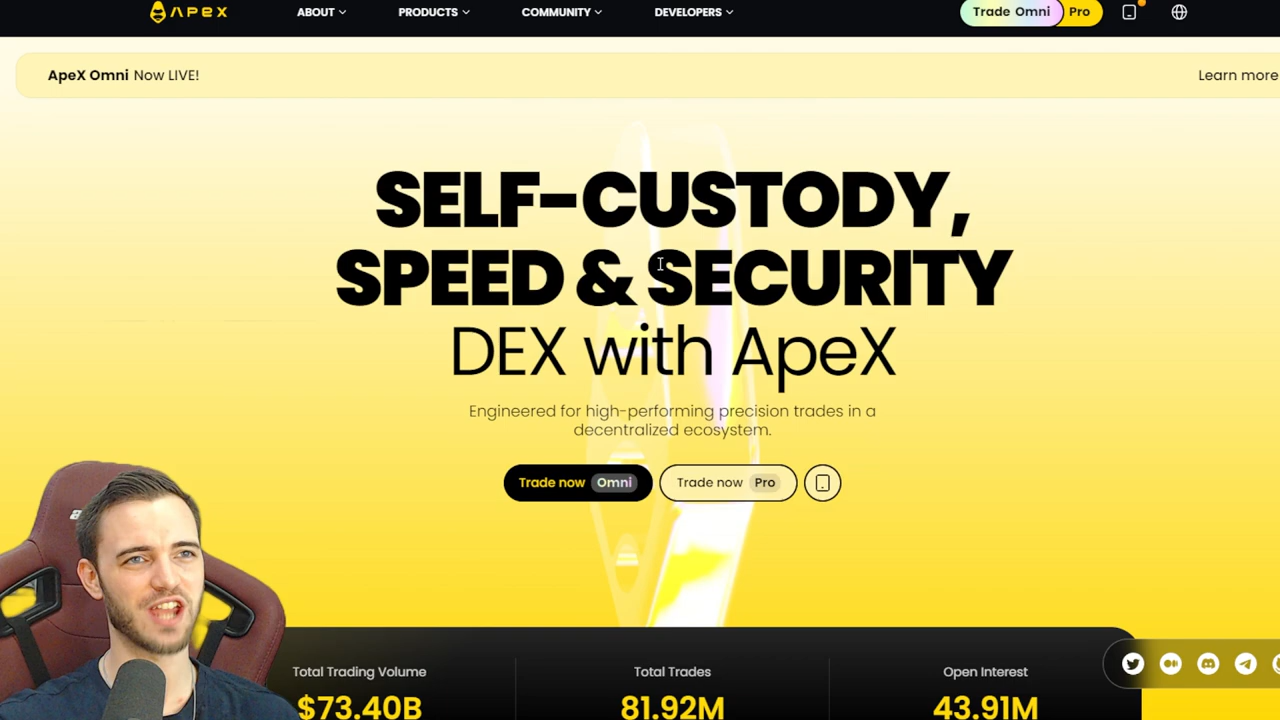 APEX
ABOUT
PRODUCTS
COMMUNITY
DEVELOPERS
Trade Omni
Pro
ApeX Omni Now LIVE!
Learn more
SELF-CUSTODY,
SPEED & SECURITY
DEX with ApeX
Engineered for high-performing precision trades in a
decentralized ecosystem.
Trade now Omni
Trade now Pro
Total Trading Volume
$73.40B
Total Trades
81.92M
Open Interest
43.91M